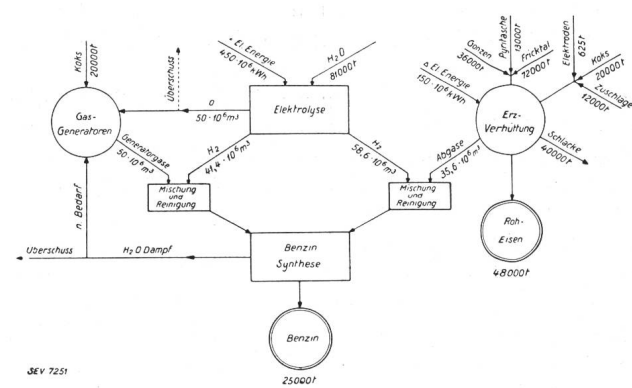 Koks
20000t
Überschuss
El. Energie
450·10⁶kWh
H₂O
81000t
Gonzen
36000t
Pyritasche
13000t
Fricktal
12000t
Elektroden
625t
Koks
20000t
Zuschläge
12000t
El. Energie
150·10⁶kWh
Gas-
Generatoren
O
50·10⁶m³
Elektrolyse
Erz-
Verhüttung
Generatorgase
50·10⁶m³
H₂
41,4·10⁶m³
H₂
58,6·10⁶m³
Abgase
35,6·10⁶m³
Schlacke
40000t
Mischung
und
Reinigung
Mischung
und
Reinigung
n. Bedarf
Roh-
Eisen
Überschuss
H₂O Dampf
Benzin
Synthese
48000t
Benzin
SEV 7251
25000t